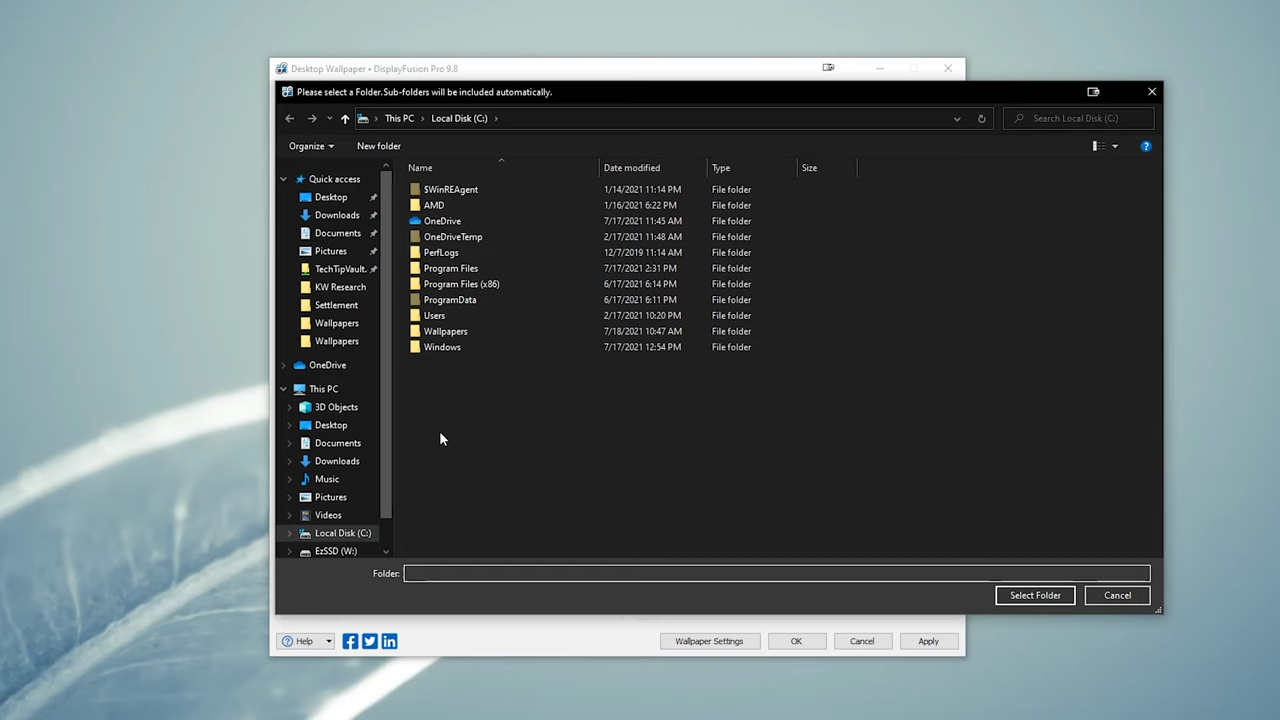 Desktop Wallpaper • DisplayFusion Pro 9.8
Please select a Folder.Sub-folders will be included automatically.
This PC › Local Disk (C:) ›
Search Local Disk (C:)
Organize
New folder
Name
Date modified
Type
Size
Quick access
Desktop
Downloads
Documents
Pictures
TechTipVault.
KW Research
Settlement
Wallpapers
Wallpapers
OneDrive
This PC
3D Objects
Desktop
Documents
Downloads
Music
Pictures
Videos
Local Disk (C:)
EzSSD (W:)
$WinREAgent 1/14/2021 11:14 PM File folder
AMD 1/16/2021 6:22 PM File folder
OneDrive 7/17/2021 11:45 AM File folder
OneDriveTemp 2/17/2021 11:48 AM File folder
PerfLogs 12/7/2019 11:14 AM File folder
Program Files 7/17/2021 2:31 PM File folder
Program Files (x86) 6/17/2021 6:14 PM File folder
ProgramData 6/17/2021 6:11 PM File folder
Users 2/17/2021 10:20 PM File folder
Wallpapers 7/18/2021 10:47 AM File folder
Windows 7/17/2021 12:54 PM File folder
Folder:
Select Folder
Cancel
Help
Wallpaper Settings
OK
Cancel
Apply